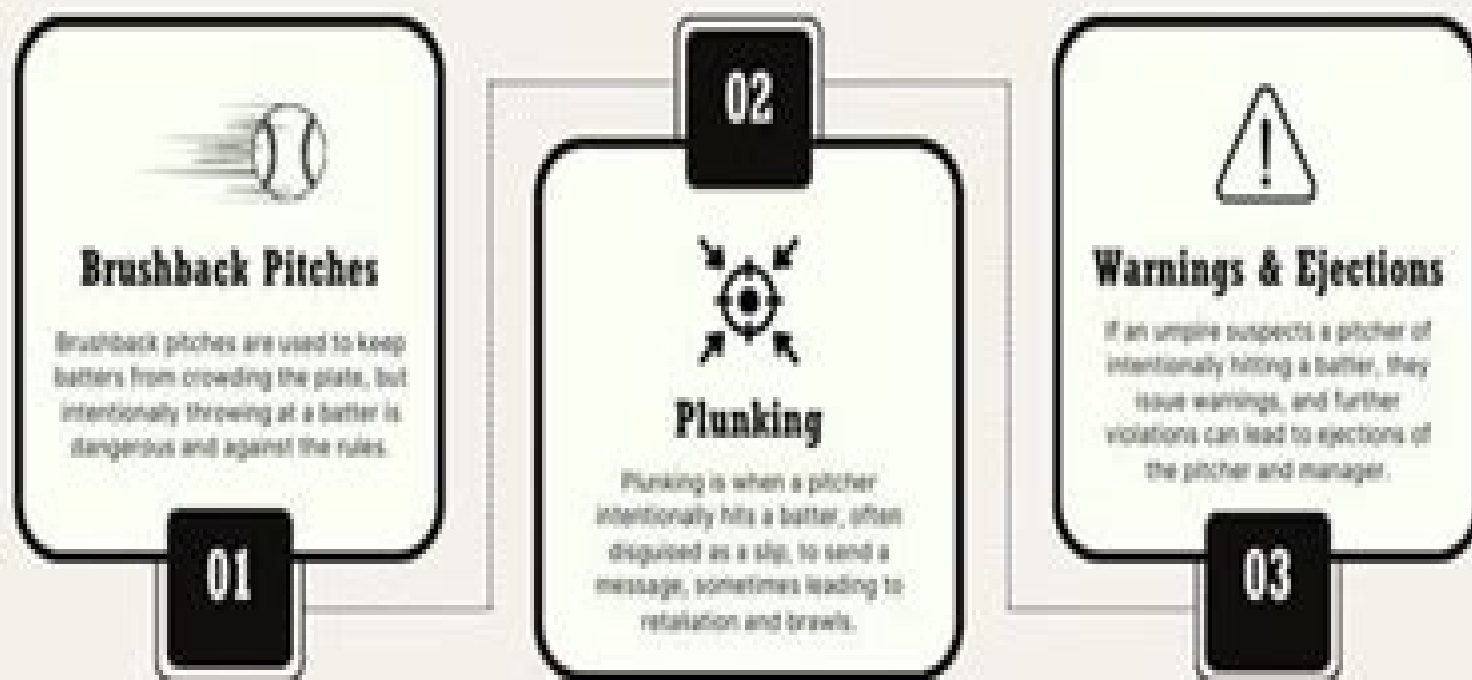 Brushback Pitches
Brushback pitches are used to keep
batters from crowding the plate, but
intentionally throwing at a batter is
dangerous and against the rules.
01
02
Plunking
Plunking is when a pitcher
intentionally hits a batter, often
disguised as a slip, to send a
message, sometimes leading to
retaliation and brawls.
Warnings & Ejections
If an umpire suspects a pitcher of
intentionally hitting a batter, they
issue warnings, and further
violations can lead to ejections of
the pitcher and manager.
03